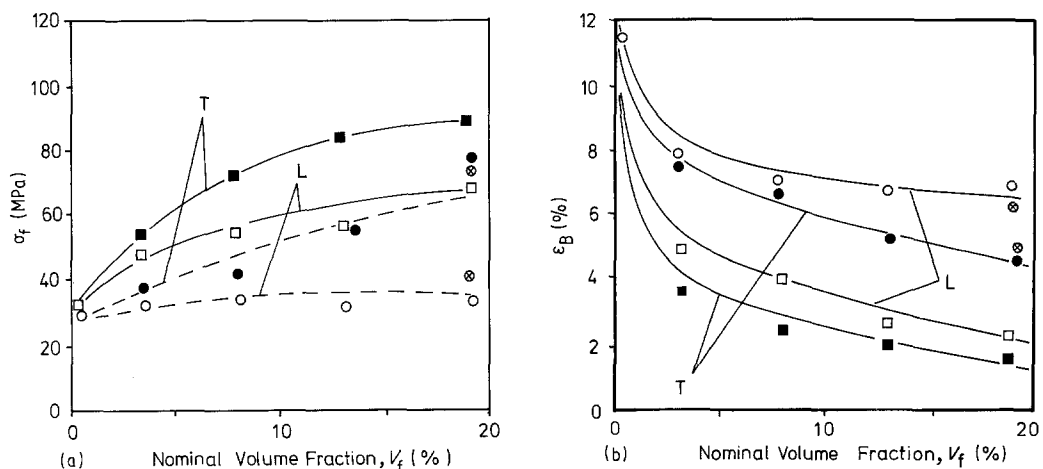 120
100
80
60
40
20
0
σf (MPa)
T
L
0
10
20
(a) Nominal Volume Fraction, Vf (%)
12
10
8
6
4
2
0
εB (%)
L
T
0
10
20
(b) Nominal Volume Fraction, Vf (%)